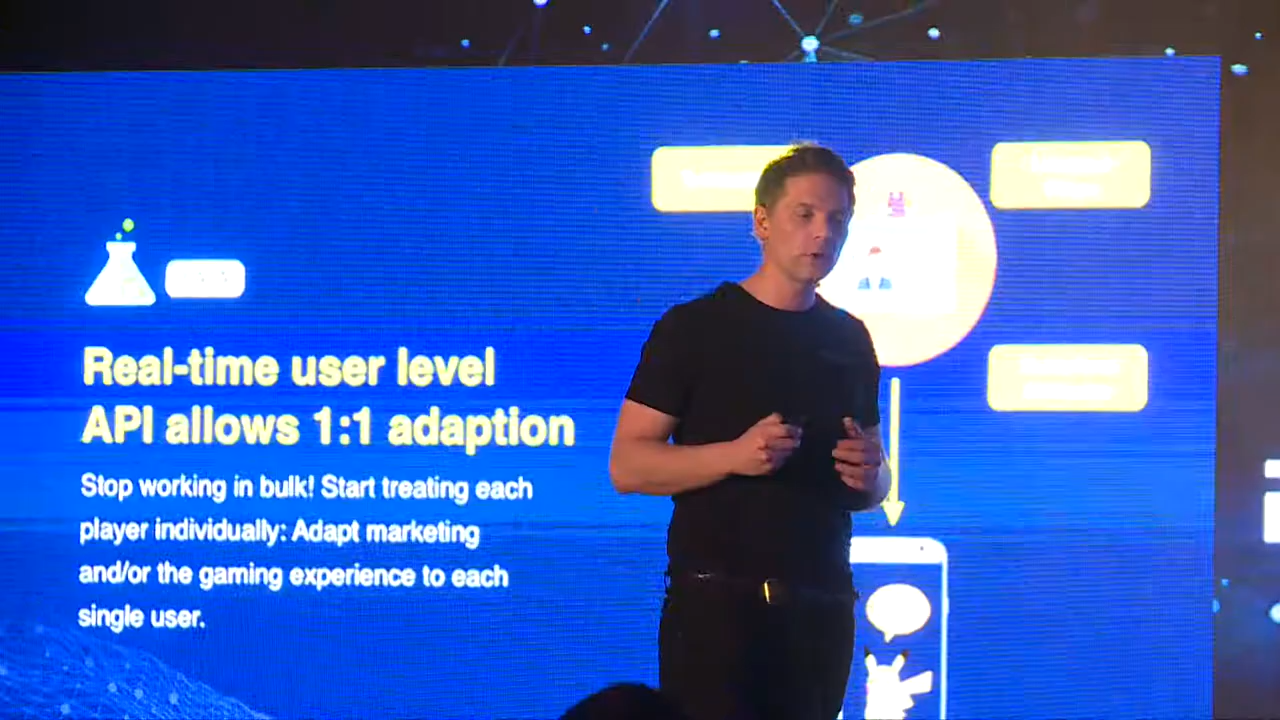 Real-time user level
API allows 1:1 adaption
Stop working in bulk! Start treating each
player individually: Adapt marketing
and/or the gaming experience to each
single user.